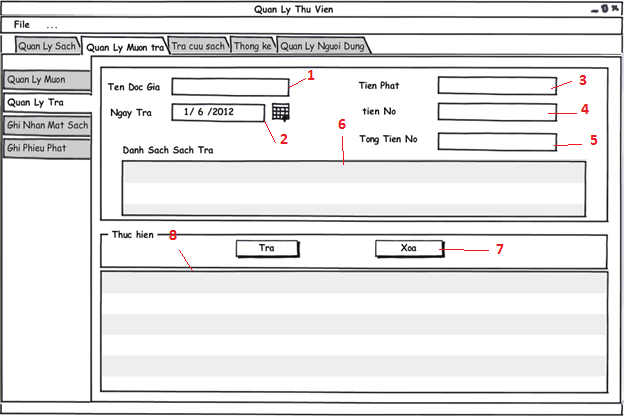 Quan Ly Thu Vien
File ...
Quan Ly Sach Quan Ly Muon tra Tra cuu sach Thong ke Quan Ly Nguoi Dung
Quan Ly Muon
Quan Ly Tra
Ghi Nhan Mat Sach
Ghi Phieu Phat
Ten Doc Gia 1
Ngay Tra 1/ 6 /2012 2
Tien Phat 3
tien No 4
Tong Tien No 5
Danh Sach Sach Tra 6
Thuc hien
Tra Xoa 7
8